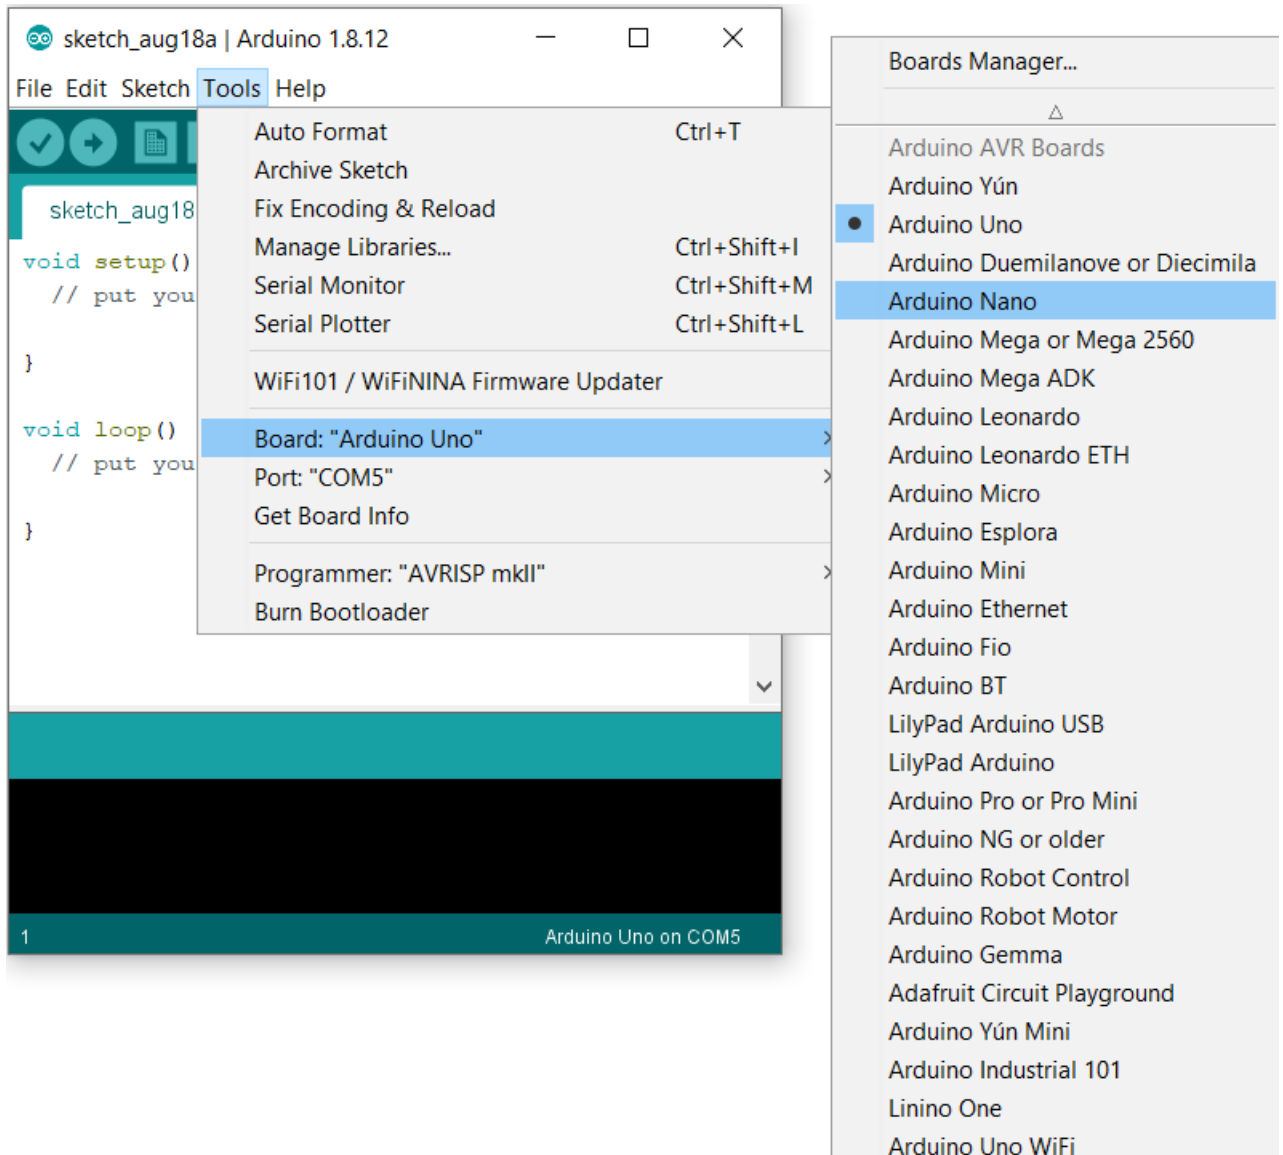 sketch_aug18a | Arduino 1.8.12
File Edit Sketch Tools Help
sketch_aug18
void setup()
// put you
}
void loop()
// put you
}
Auto Format Ctrl+T
Archive Sketch
Fix Encoding & Reload
Manage Libraries... Ctrl+Shift+I
Serial Monitor Ctrl+Shift+M
Serial Plotter Ctrl+Shift+L
WiFi101 / WiFiNINA Firmware Updater
Board: "Arduino Uno"
Port: "COM5"
Get Board Info
Programmer: "AVRISP mkII"
Burn Bootloader
1 Arduino Uno on COM5
Boards Manager...
Arduino AVR Boards
Arduino Yún
Arduino Uno
Arduino Duemilanove or Diecimila
Arduino Nano
Arduino Mega or Mega 2560
Arduino Mega ADK
Arduino Leonardo
Arduino Leonardo ETH
Arduino Micro
Arduino Esplora
Arduino Mini
Arduino Ethernet
Arduino Fio
Arduino BT
LilyPad Arduino USB
LilyPad Arduino
Arduino Pro or Pro Mini
Arduino NG or older
Arduino Robot Control
Arduino Robot Motor
Arduino Gemma
Adafruit Circuit Playground
Arduino Yún Mini
Arduino Industrial 101
Linino One
Arduino Uno WiFi